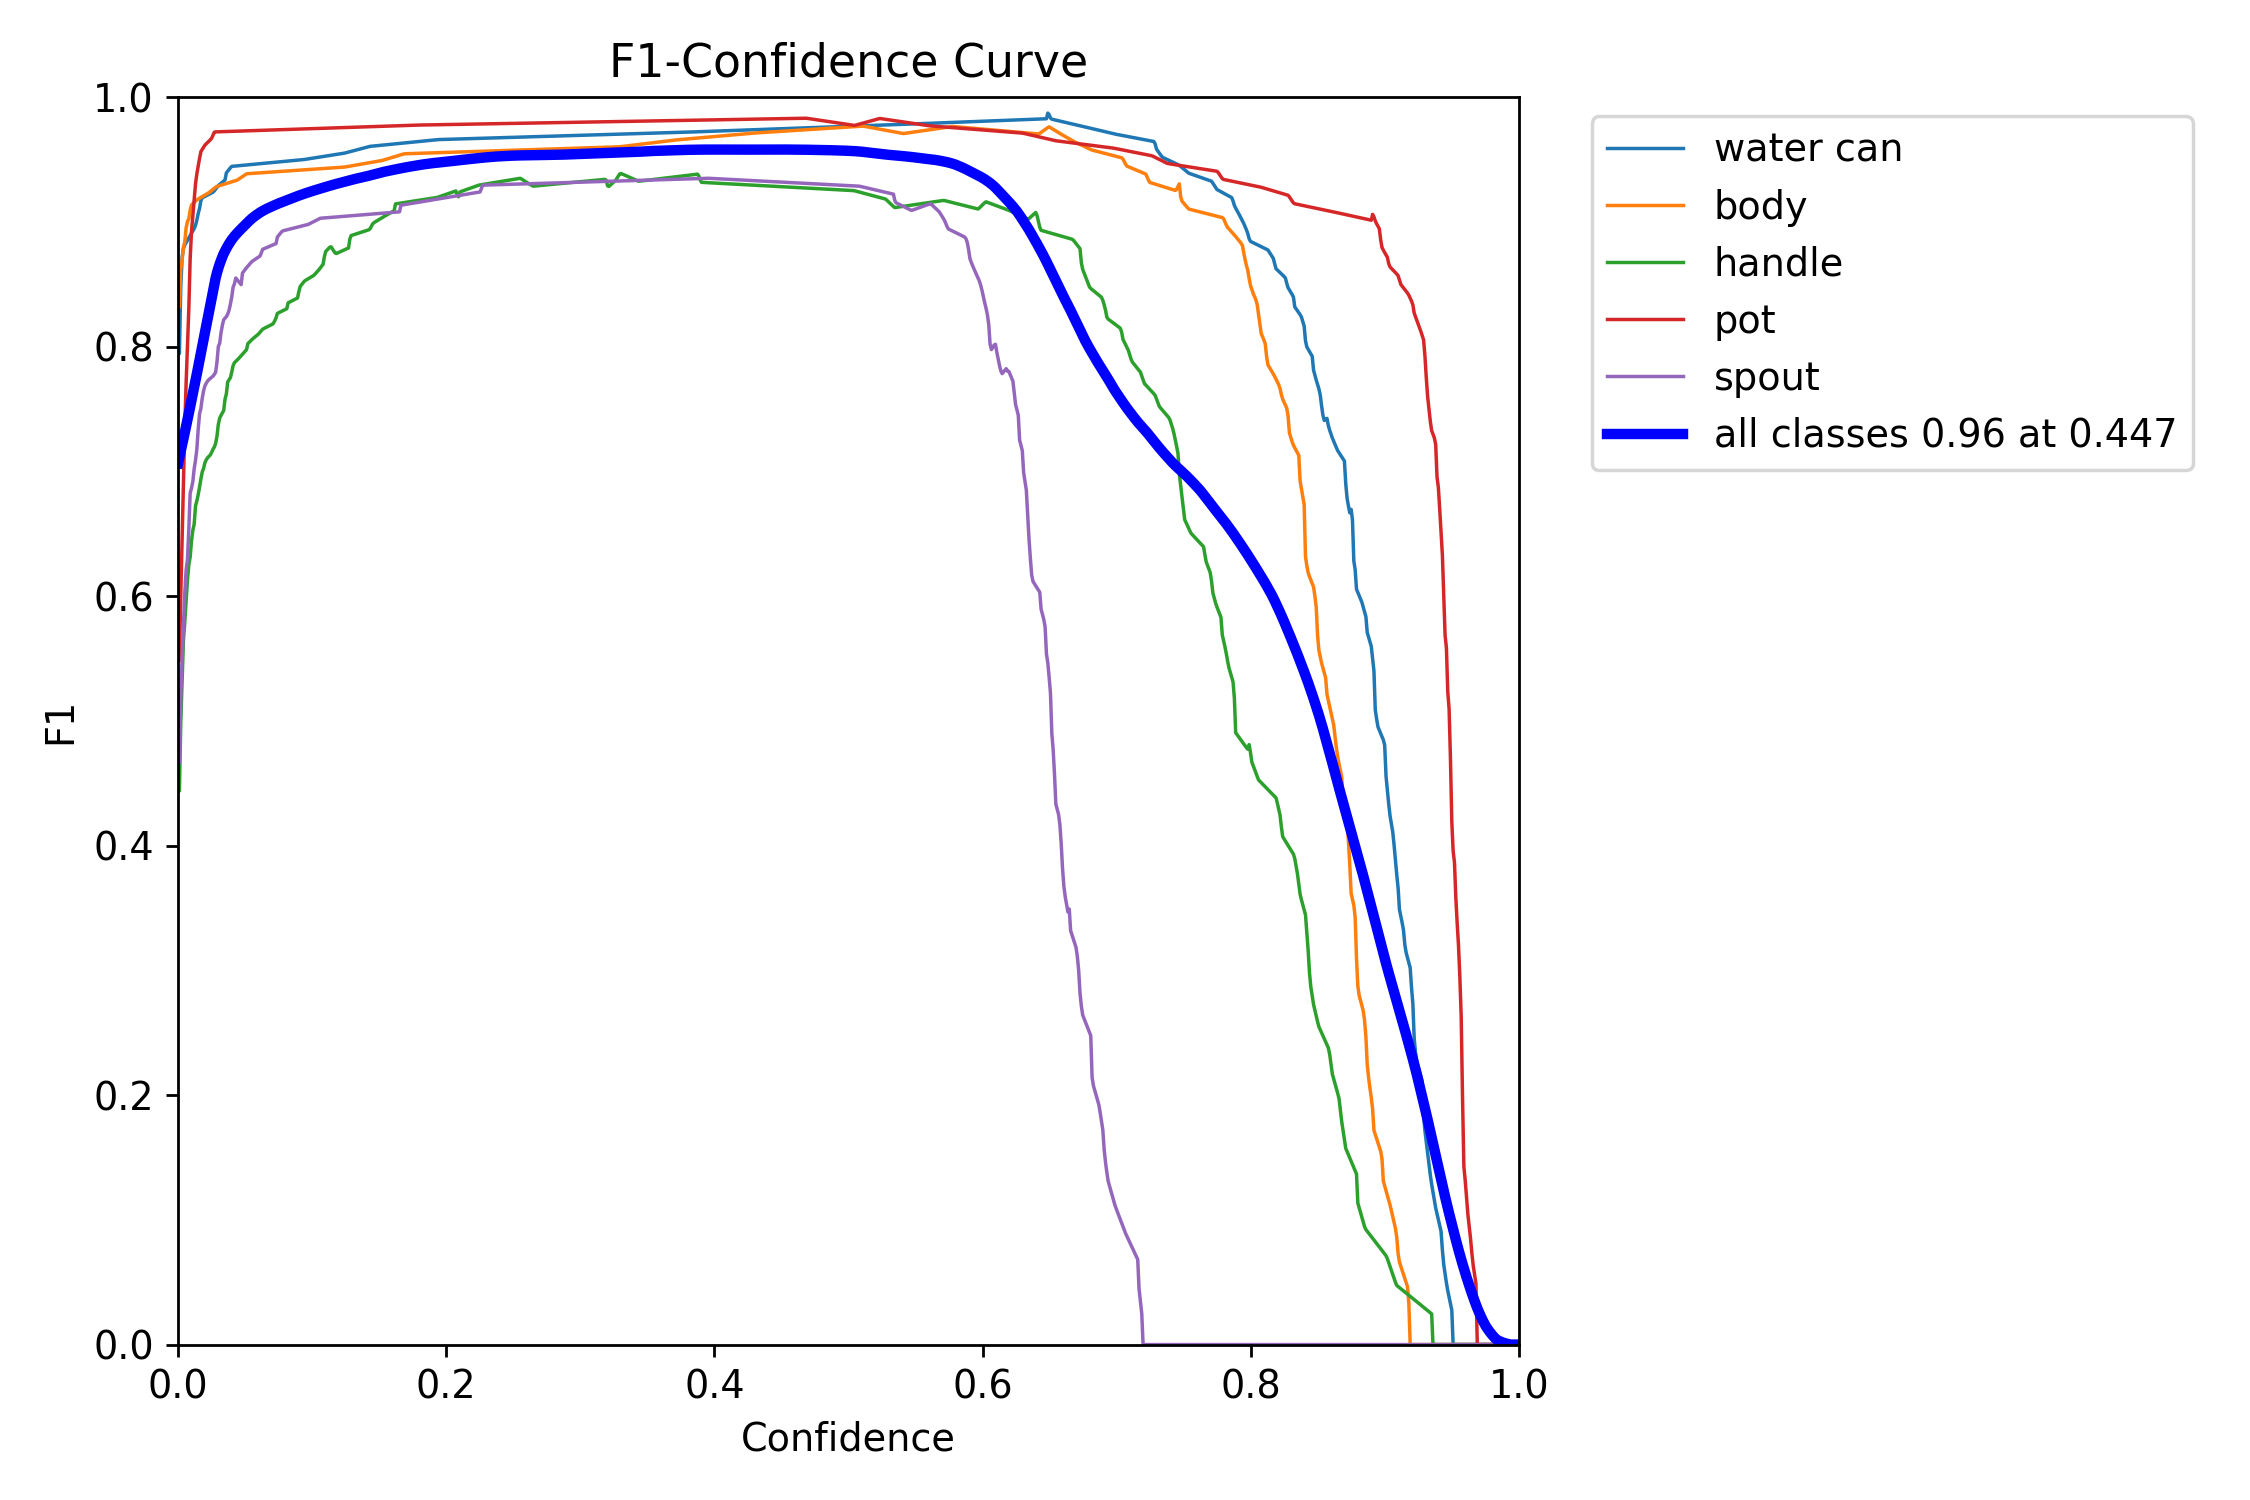 F1-Confidence Curve
1.0
0.8
0.6
0.4
0.2
0.0
F1
0.0 0.2 0.4 0.6 0.8 1.0
Confidence
water can
body
handle
pot
spout
all classes 0.96 at 0.447